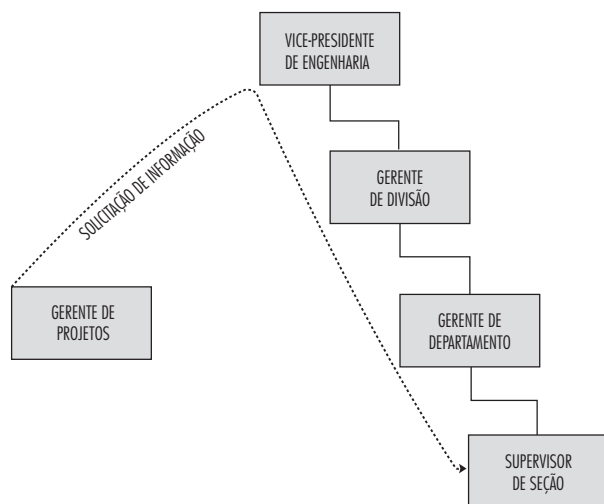 VICE-PRESIDENTE
DE ENGENHARIA
SOLICITAÇÃO DE INFORMAÇÃO
GERENTE
DE DIVISÃO
GERENTE DE
PROJETOS
GERENTE DE
DEPARTAMENTO
SUPERVISOR
DE SEÇÃO